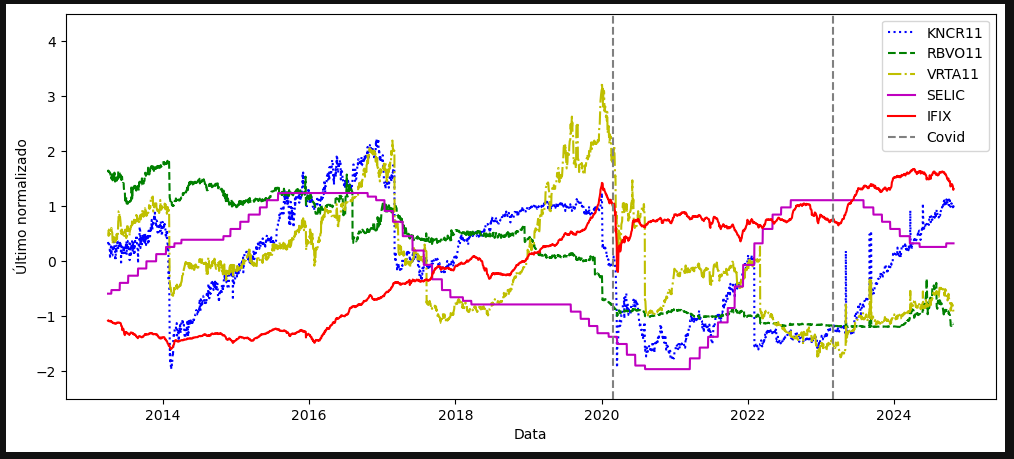 4
3
2
1
0
−1
−2
Último normalizado
2014
2016
2018
2020
2022
2024
Data
KNCR11
RBVO11
VRTA11
SELIC
IFIX
Covid